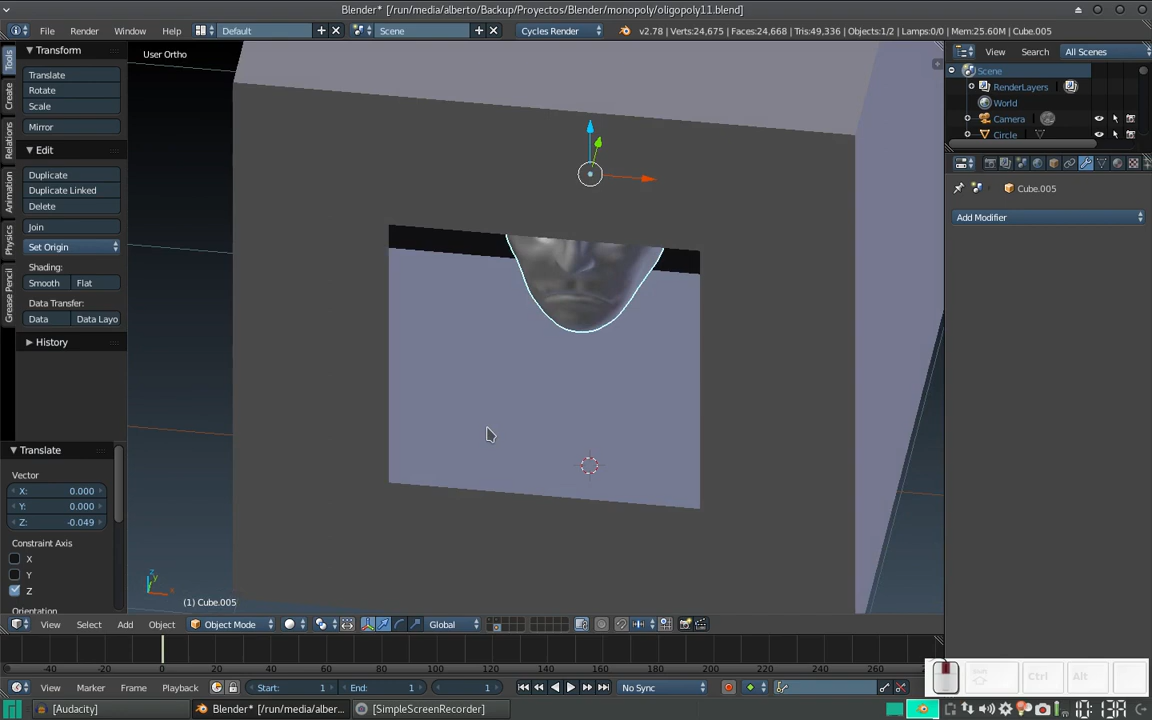 Blender* [/run/media/alberto/Backup/Proyectos/Blender/monopoly/oligopoly11.blend]
File Render Window Help Default Scene Cycles Render v2.78 | Verts:24,675 | Faces:24,668 | Tris:49,336 | Objects:1/2 | Lamps:0/0 | Mem:25.60M | Cube.005
Tools
Create
Relations
Animation
Physics
Grease Pencil
Transform
Translate
Rotate
Scale
Mirror
Edit
Duplicate
Duplicate Linked
Delete
Join
Set Origin
Shading:
Smooth Flat
Data Transfer:
Data Data Layo
History
Translate
Vector
X: 0.000
Y: 0.000
Z: -0.049
Constraint Axis
X
Y
Z
Orientation
User Ortho
(1) Cube.005
View Search All Scenes
Scene
RenderLayers
World
Camera
Circle
Cube.005
Add Modifier
View Select Add Object Object Mode Global
-40 -20 0 20 40 60 80 100 120 140 160 180 200 220 240 260
View Marker Frame Playback Start: 1 End: 1 1 No Sync
Ctrl Alt
[Audacity] Blender* [/run/media/alber... [SimpleScreenRecorder] 10:138